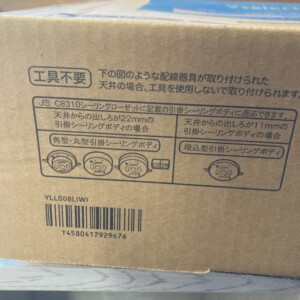 工具不要
下の図のような配線器具が取り付けられた
天井の場合、工具を使用しないで取り付けできます。
JIS C8310シーリングローゼットに記載の引掛シーリングボディに適応できます。
天井からの出しろが22mmの
引掛シーリングボディの場合
角型・丸型引掛シーリングボディ
天井からの出しろが11mmの
引掛シーリングボディの場合
埋込型引掛シーリングボディ
YLLS08L(W)
T4580417929676